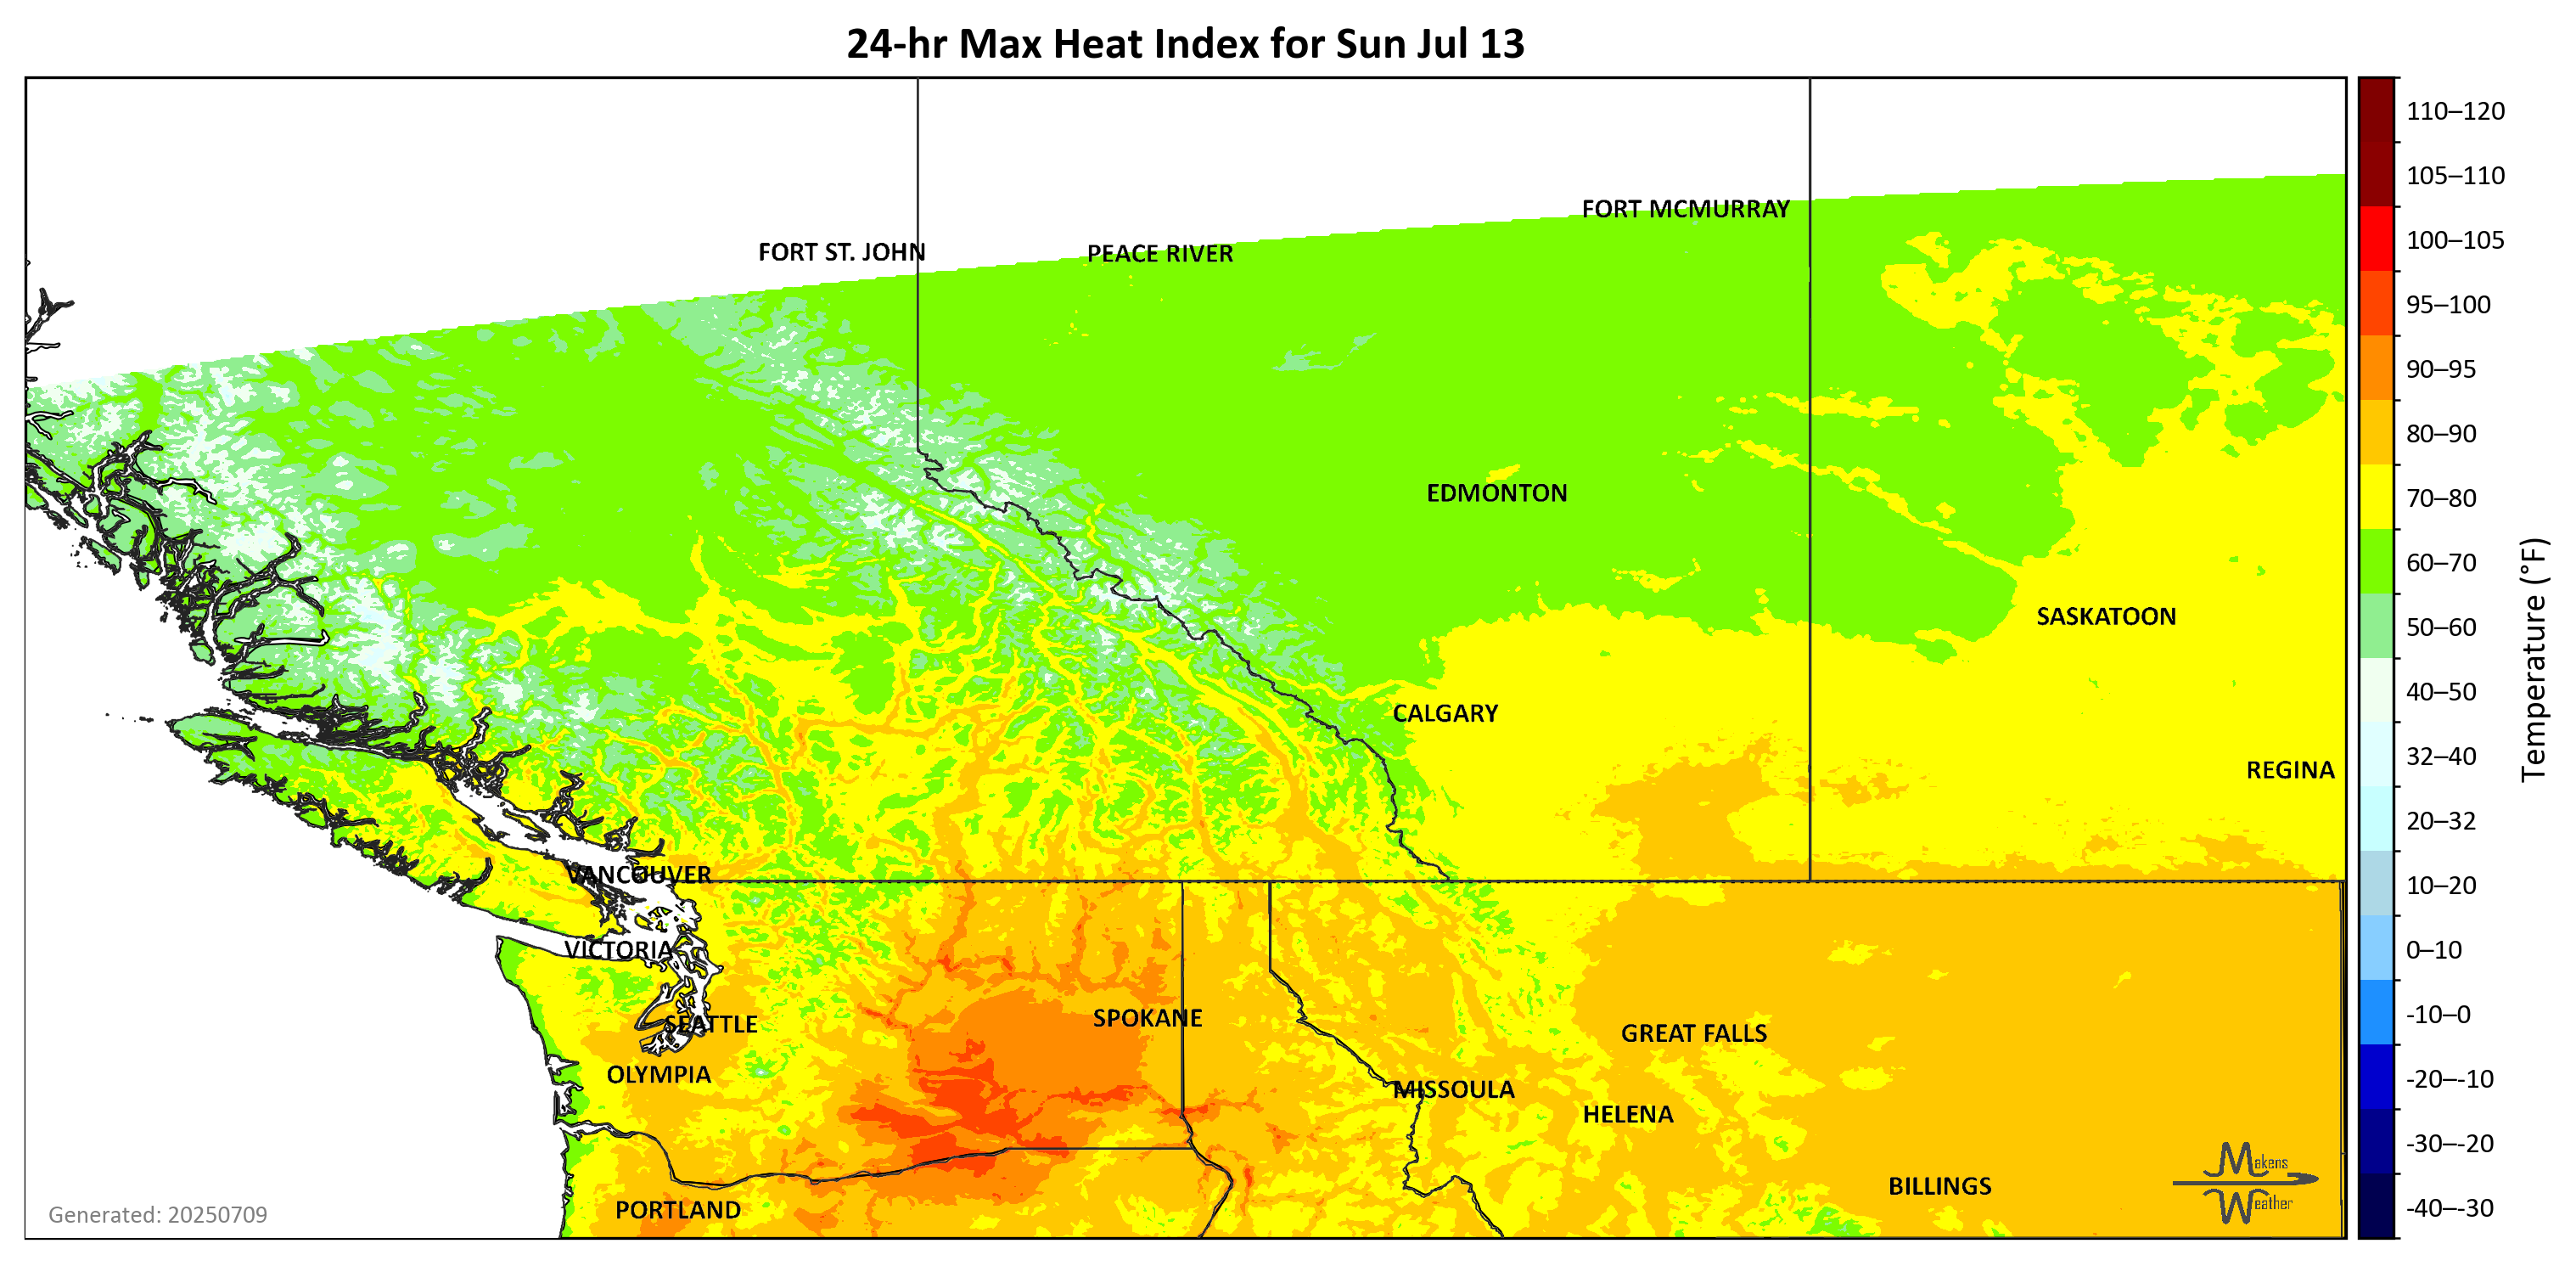 24-hr Max Heat Index for Sun Jul 13
FORT MCMURRAY
FORT ST. JOHN
PEACE RIVER
EDMONTON
SASKATOON
CALGARY
REGINA
VANCOUVER
VICTORIA
SPOKANE
SEATTLE
GREAT FALLS
OLYMPIA
MISSOULA
HELENA
BILLINGS
PORTLAND
Generated: 20250709
Makens
Weather
110–120
105–110
100–105
95–100
90–95
80–90
70–80
60–70
50–60
40–50
32–40
20–32
10–20
0–10
-10–0
-20–-10
-30–-20
-40–-30
Temperature (°F)